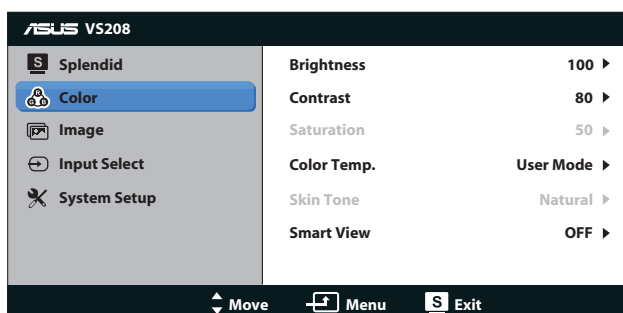 ASUS VS208
S Splendid
R G B Color
Image
Input Select
System Setup
Brightness 100
Contrast 80
Saturation 50
Color Temp. User Mode
Skin Tone Natural
Smart View OFF
Move Menu S Exit